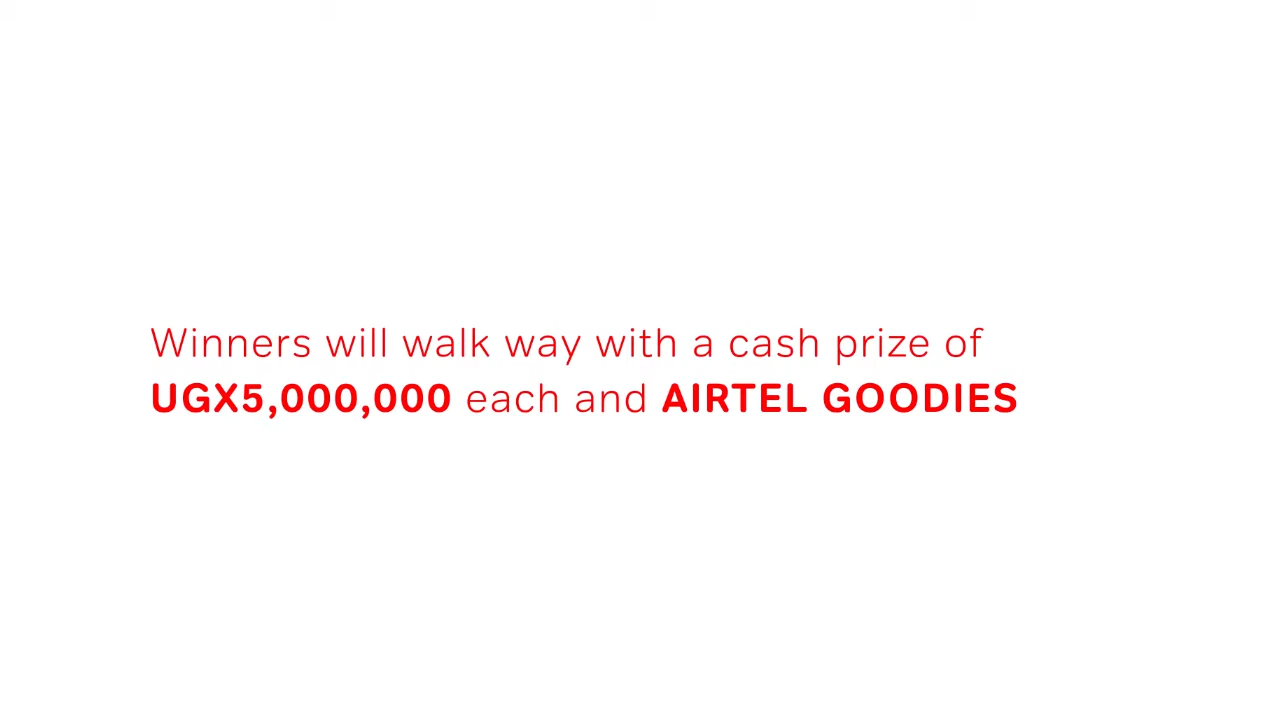 Winners will walk way with a cash prize of
UGX5,000,000 each and AIRTEL GOODIES